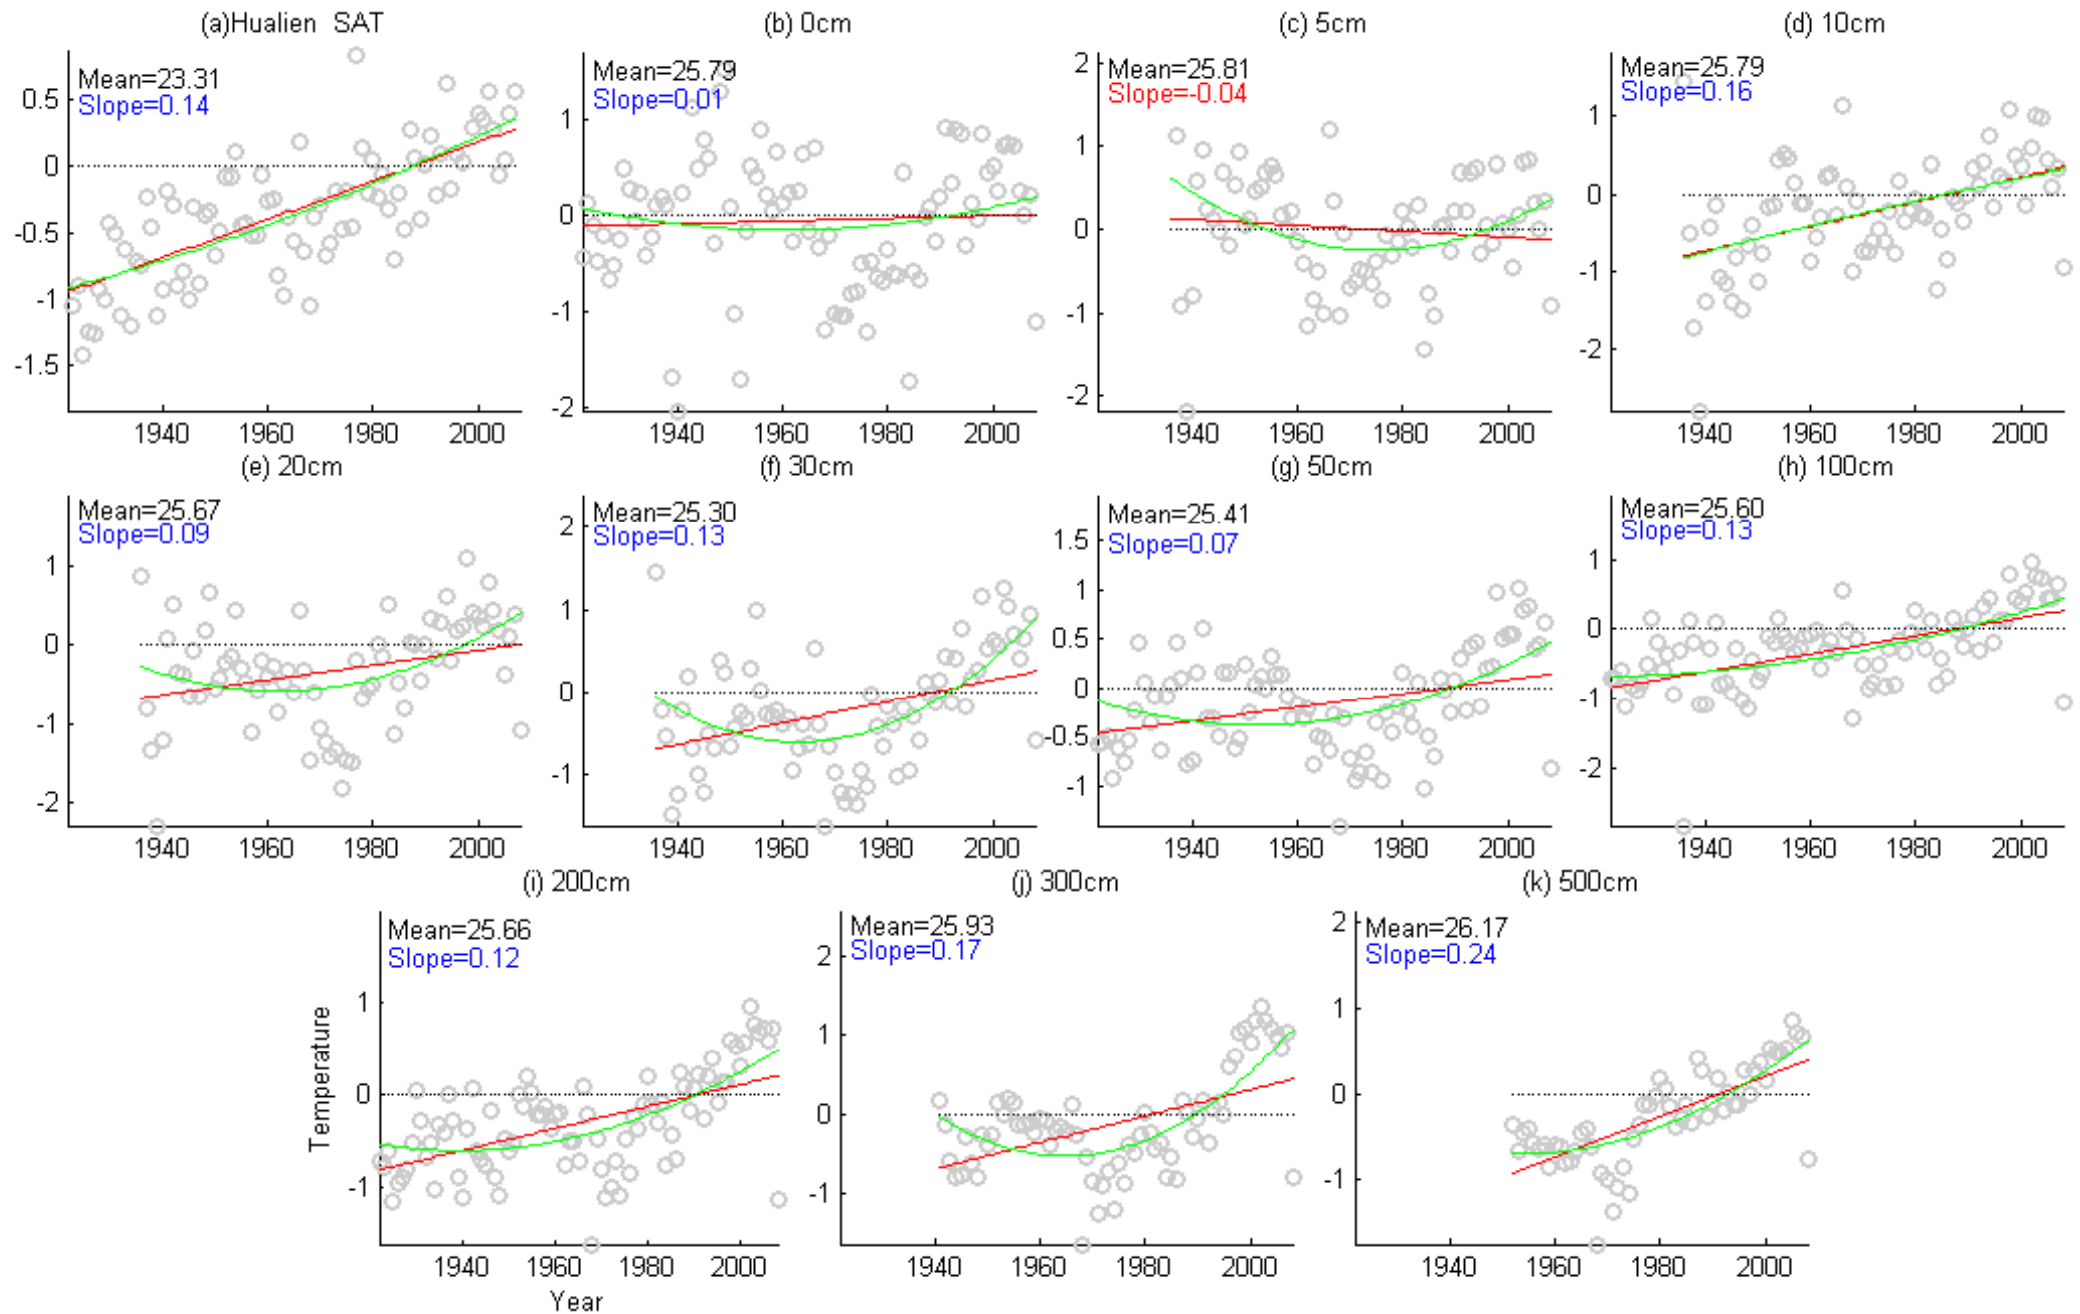 (a)Hualien SAT
Mean=23.31
Slope=0.14
0.5
0
-0.5
-1
-1.5
1940 1960 1980 2000
(b) 0cm
Mean=25.79
Slope=0.01
1
0
-1
-2
1940 1960 1980 2000
(c) 5cm
Mean=25.81
Slope=-0.04
2
1
0
-1
-2
1940 1960 1980 2000
(d) 10cm
Mean=25.79
Slope=0.16
1
0
-1
-2
1940 1960 1980 2000
(e) 20cm
Mean=25.67
Slope=0.09
1
0
-1
-2
1940 1960 1980 2000
(f) 30cm
Mean=25.30
Slope=0.13
2
1
0
-1
1940 1960 1980 2000
(g) 50cm
Mean=25.41
Slope=0.07
1.5
1
0.5
0
-0.5
-1
1940 1960 1980 2000
(h) 100cm
Mean=25.60
Slope=0.13
1
0
-1
-2
1940 1960 1980 2000
(i) 200cm
Mean=25.66
Slope=0.12
1
0
-1
Temperature
1940 1960 1980 2000
Year
(j) 300cm
Mean=25.93
Slope=0.17
2
1
0
-1
1940 1960 1980 2000
(k) 500cm
Mean=26.17
Slope=0.24
2
1
0
-1
1940 1960 1980 2000